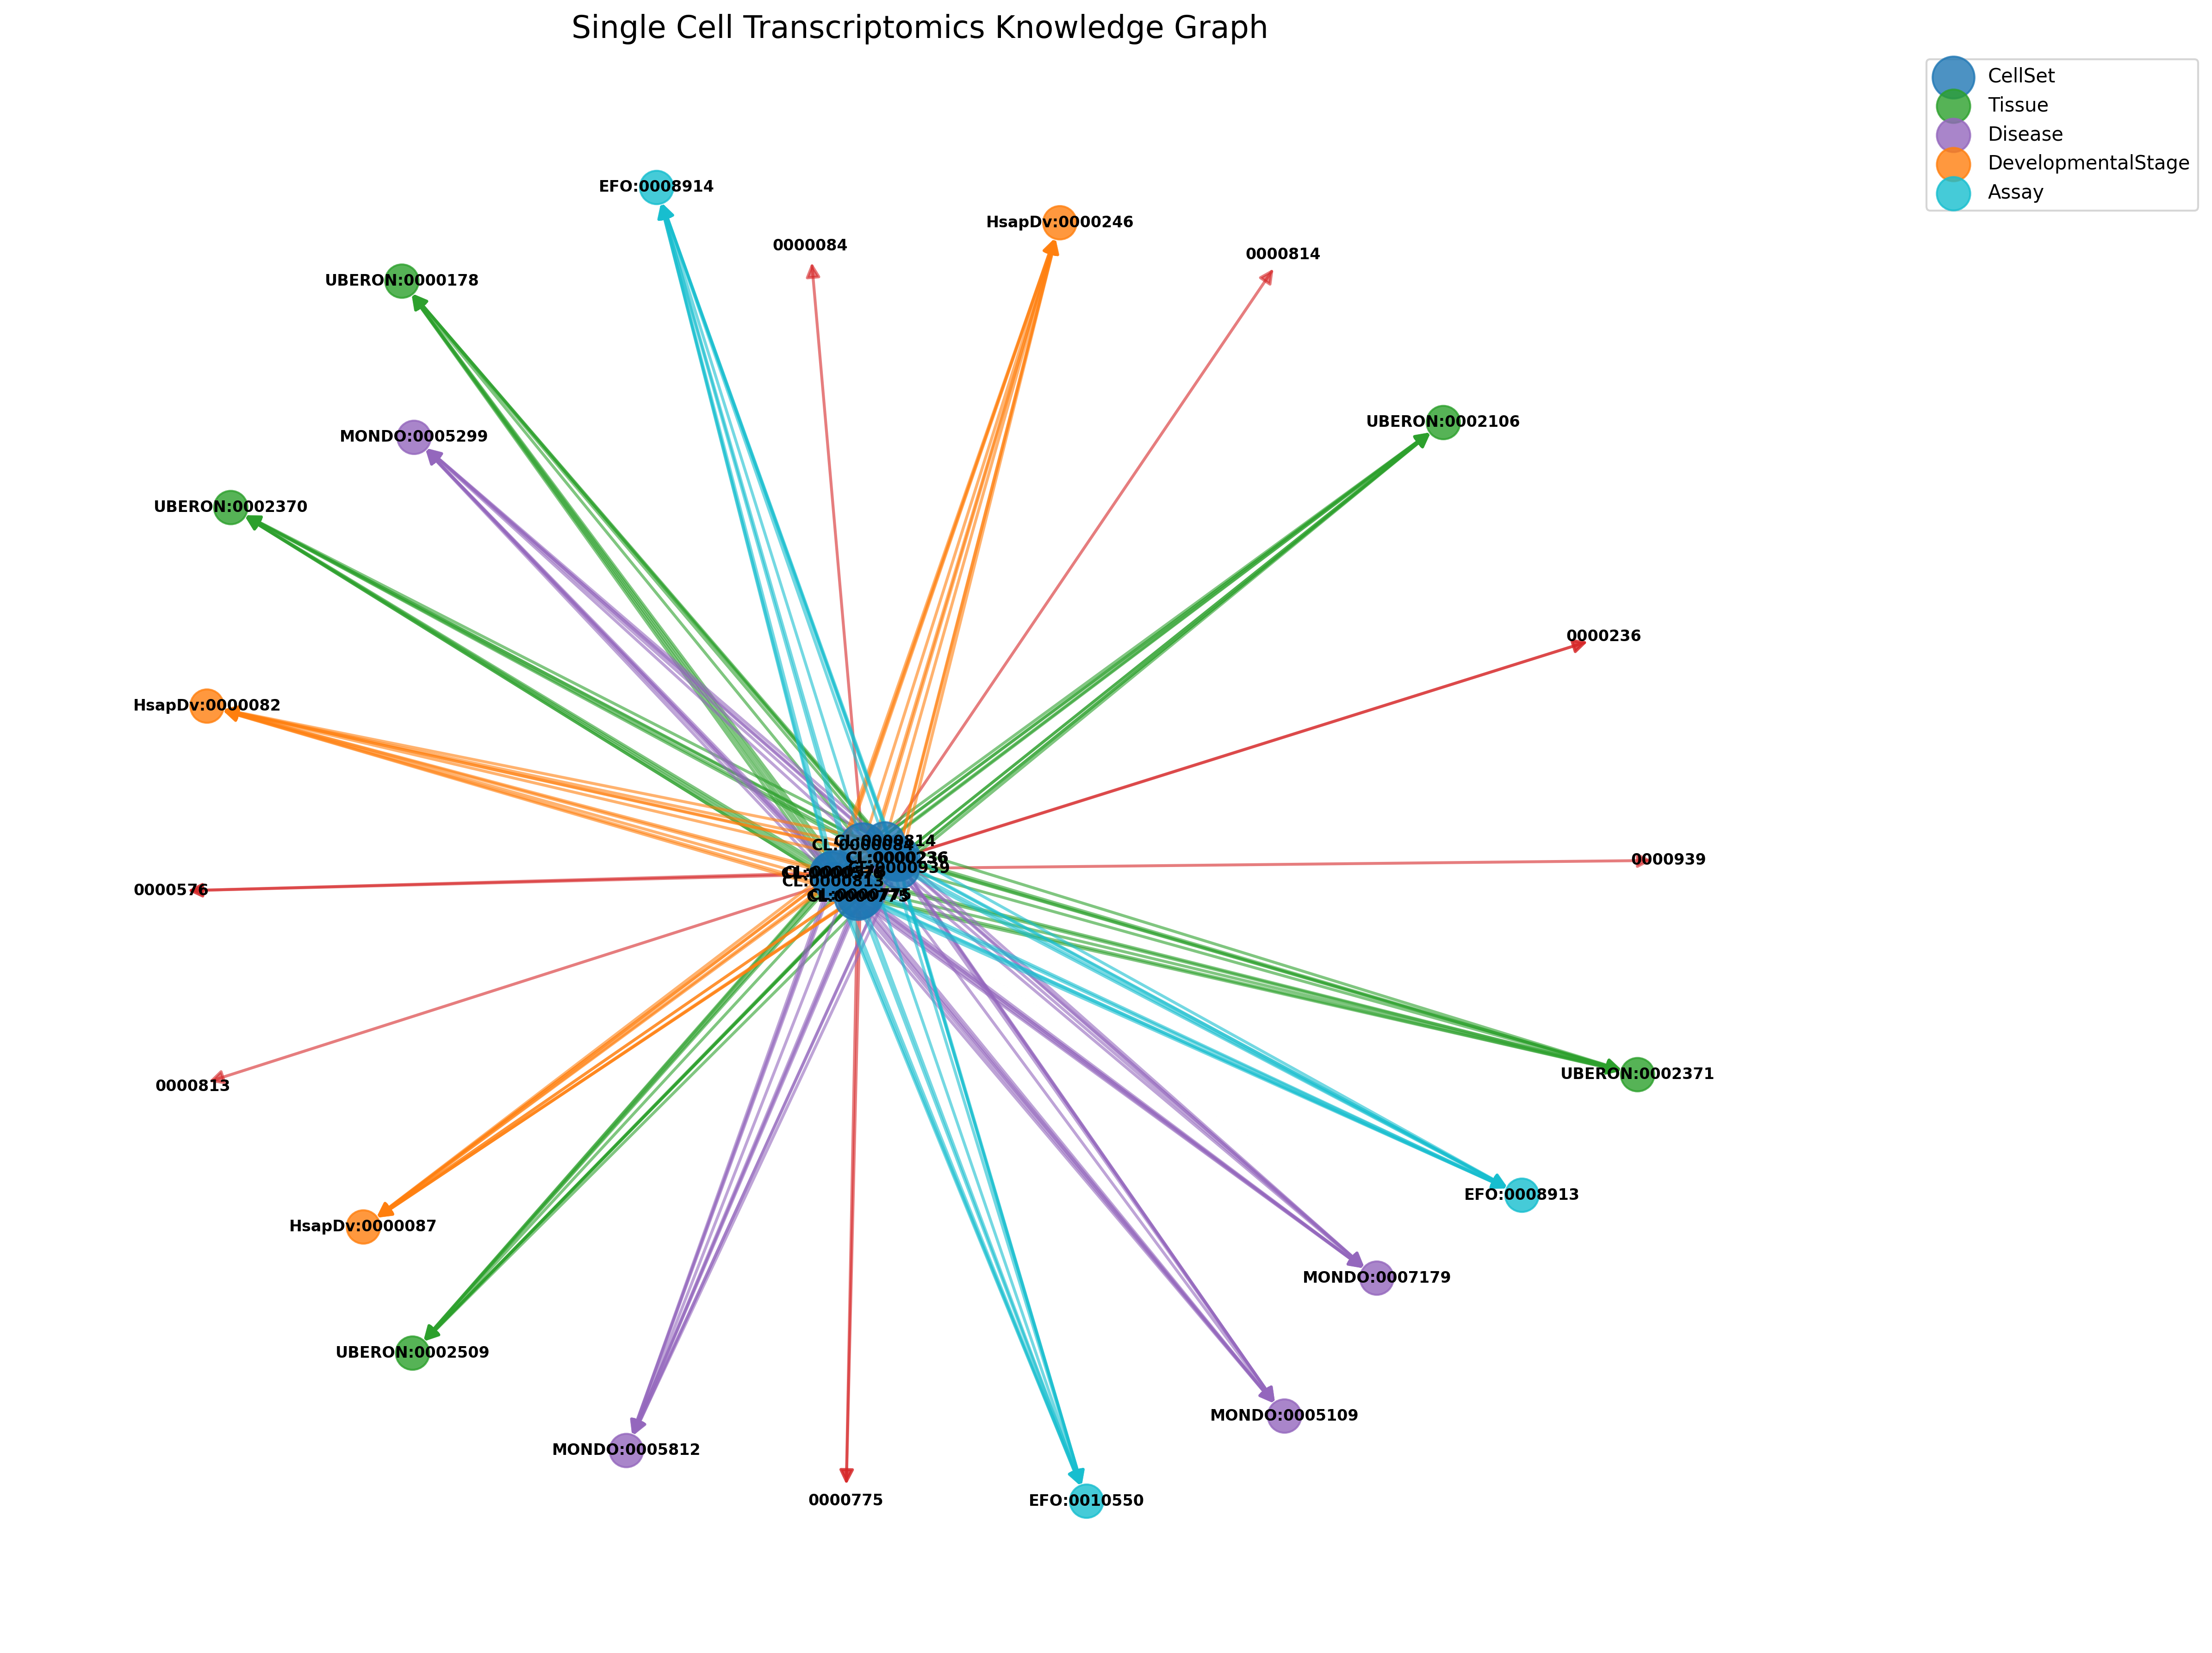 Single Cell Transcriptomics Knowledge Graph
CellSet
Tissue
Disease
DevelopmentalStage
Assay
EFO:0008914
HsapDv:0000246
0000084
0000814
UBERON:0000178
UBERON:0002106
MONDO:0005299
UBERON:0002370
0000236
HsapDv:0000082
CL:0000814
CL:0000084
CL:0000236
0000939
CL:0000939
CL:0000813
0000576
CL:0000775
UBERON:0002371
0000813
EFO:0008913
HsapDv:0000087
MONDO:0007179
UBERON:0002509
MONDO:0005109
MONDO:0005812
0000775
EFO:0010550